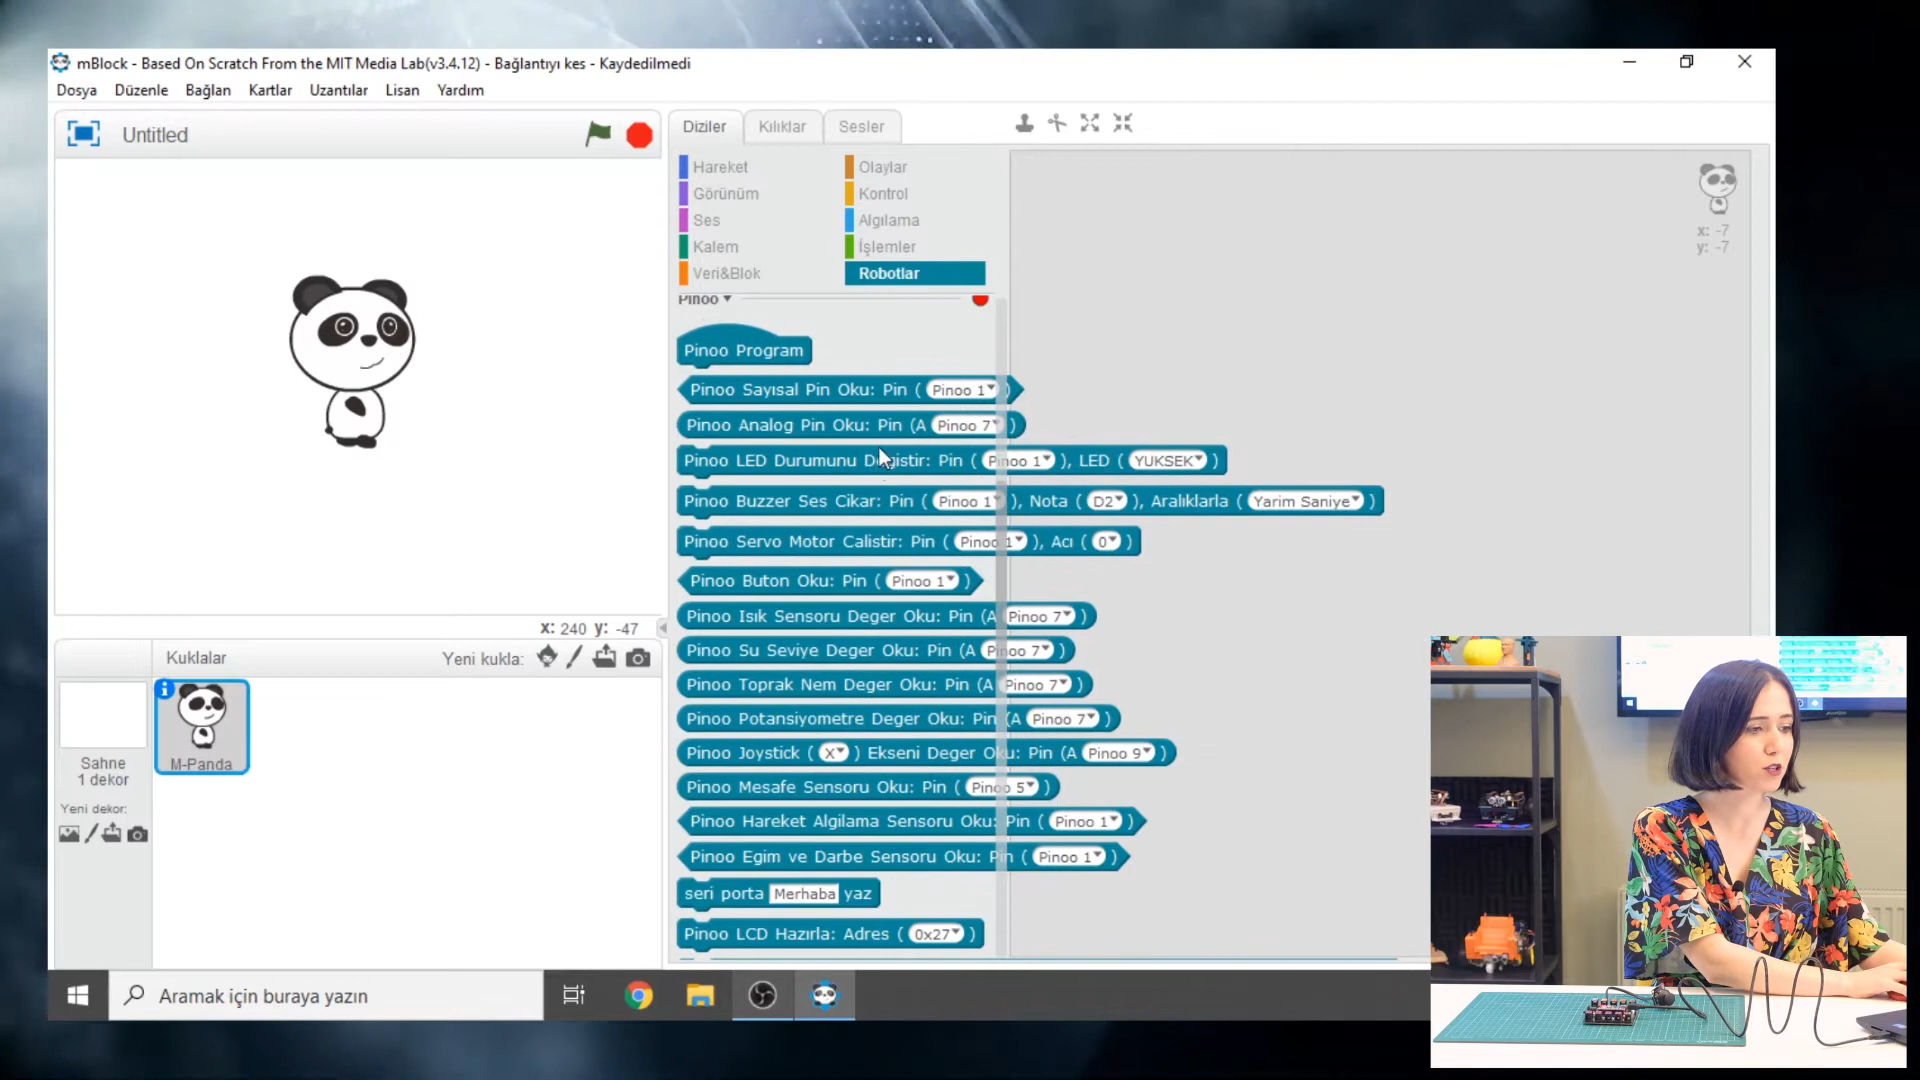 mBlock - Based On Scratch From the MIT Media Lab(v3.4.12) - Bağlantıyı kes - Kaydedilmedi
Dosya Düzenle Bağlan Kartlar Uzantılar Lisan Yardım
Untitled
Diziler Kılıklar Sesler
Hareket Olaylar
Görünüm Kontrol
Ses Algılama
Kalem İşlemler
Veri&Blok Robotlar
x: -7
y: -7
Pinoo
Pinoo Program
Pinoo Sayısal Pin Oku: Pin ( Pinoo 1 )
Pinoo Analog Pin Oku: Pin (A Pinoo 7 )
Pinoo LED Durumunu Degistir: Pin ( Pinoo 1 ), LED ( YUKSEK )
Pinoo Buzzer Ses Cikar: Pin ( Pinoo 1 ), Nota ( D2 ), Aralıklarla ( Yarim Saniye )
Pinoo Servo Motor Calistir: Pin ( Pinoo 1 ), Acı ( 0 )
Pinoo Buton Oku: Pin ( Pinoo 1 )
Pinoo Isık Sensoru Deger Oku: Pin (A Pinoo 7 )
Pinoo Su Seviye Deger Oku: Pin (A Pinoo 7 )
Pinoo Toprak Nem Deger Oku: Pin (A Pinoo 7 )
Pinoo Potansiyometre Deger Oku: Pin (A Pinoo 7 )
Pinoo Joystick ( X ) Ekseni Deger Oku: Pin (A Pinoo 9 )
Pinoo Mesafe Sensoru Oku: Pin ( Pinoo 5 )
Pinoo Hareket Algilama Sensoru Oku: Pin ( Pinoo 1 )
Pinoo Egim ve Darbe Sensoru Oku: Pin ( Pinoo 1 )
seri porta Merhaba yaz
Pinoo LCD Hazırla: Adres ( 0x27 )
x: 240 y: -47
Kuklalar Yeni kukla:
M-Panda
Sahne
1 dekor
Yeni dekor:
Aramak için buraya yazın